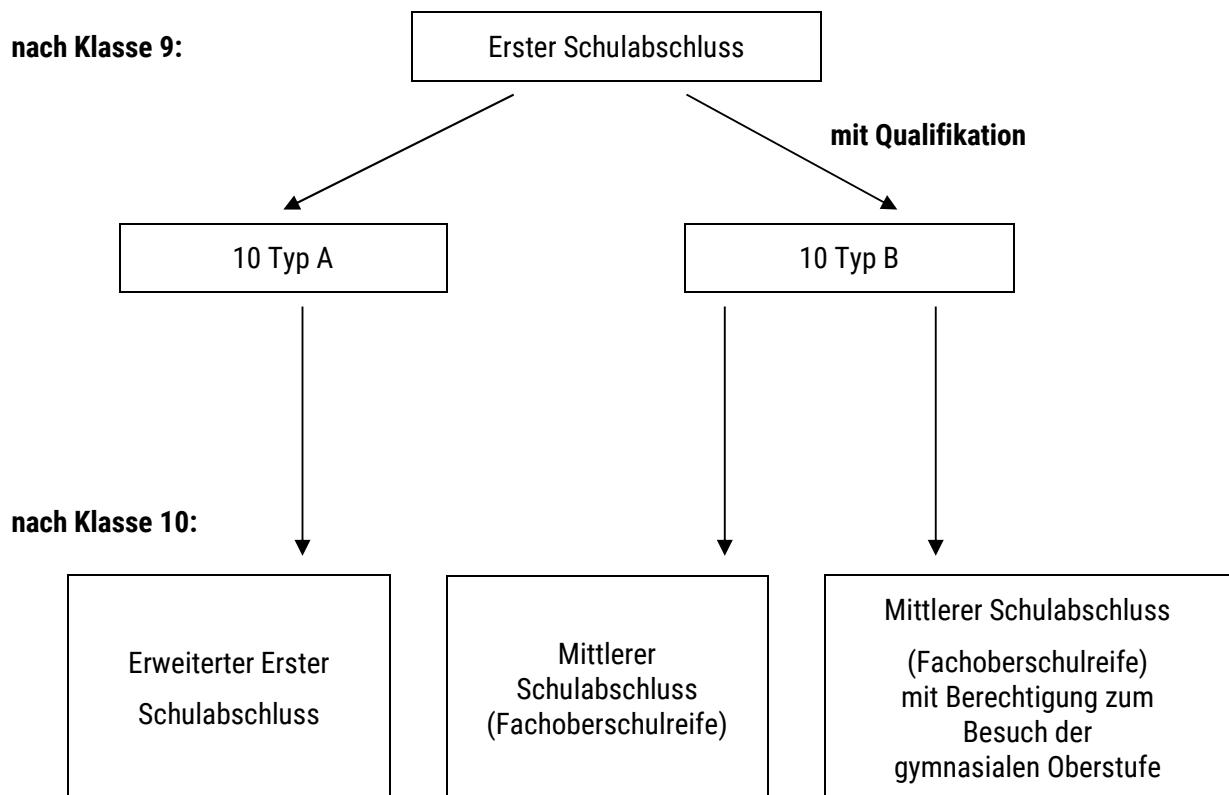 nach Klasse 9:
Erster Schulabschluss
mit Qualifikation
10 Typ A
10 Typ B
nach Klasse 10:
Erweiterter Erster
Schulabschluss
Mittlerer
Schulabschluss
(Fachoberschulreife)
Mittlerer Schulabschluss
(Fachoberschulreife)
mit Berechtigung zum
Besuch der
gymnasialen Oberstufe